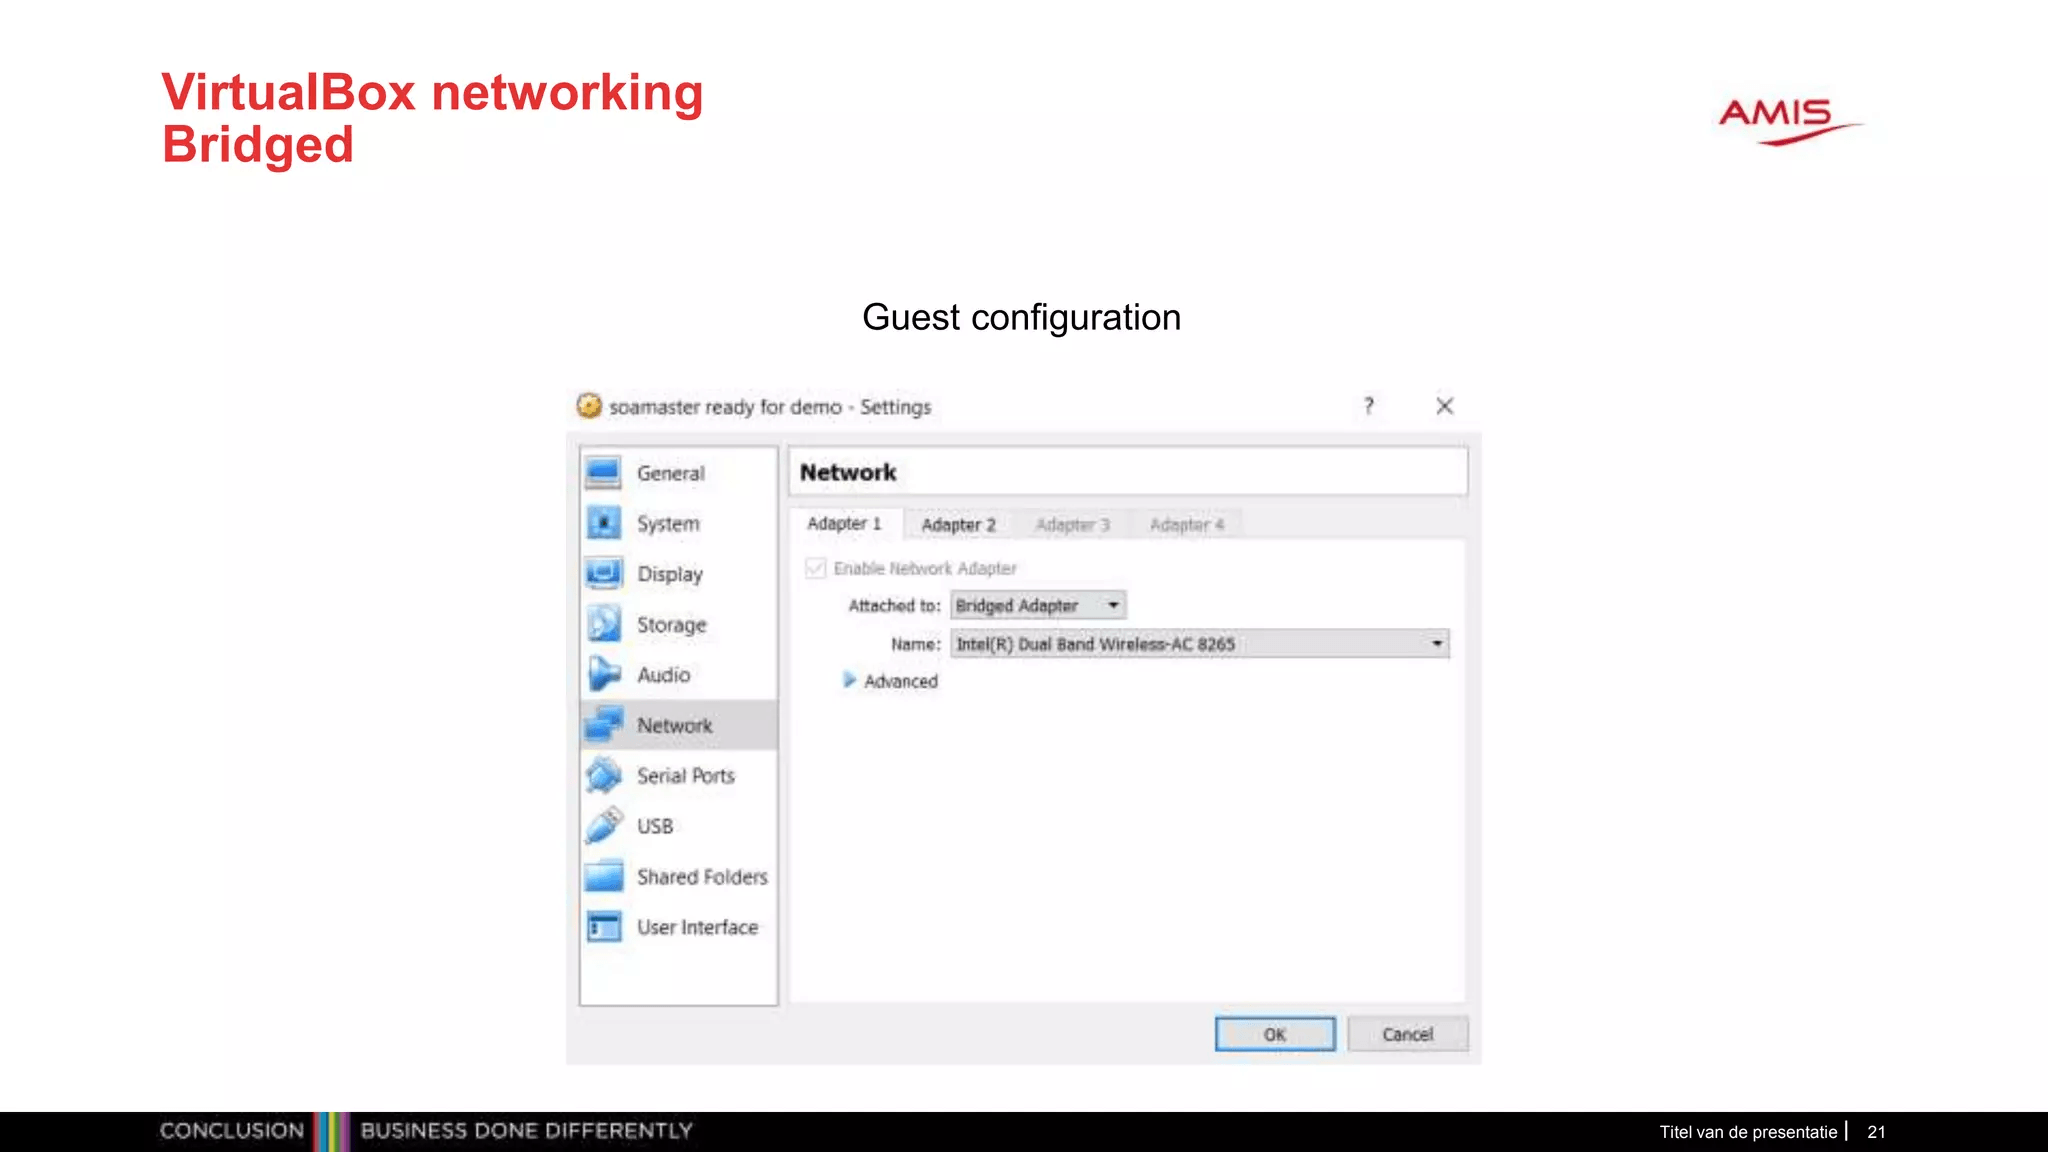 VirtualBox networking
Bridged
AMIS
Guest configuration
soamaster ready for demo - Settings
?
General
System
Display
Storage
Audio
Network
Serial Ports
USB
Shared Folders
User Interface
Network
Adapter 1 Adapter 2 Adapter 3 Adapter 4
Enable Network Adapter
Attached to: Bridged Adapter
Name: Intel(R) Dual Band Wireless-AC 8265
Advanced
OK Cancel
CONCLUSION BUSINESS DONE DIFFERENTLY
Titel van de presentatie | 21